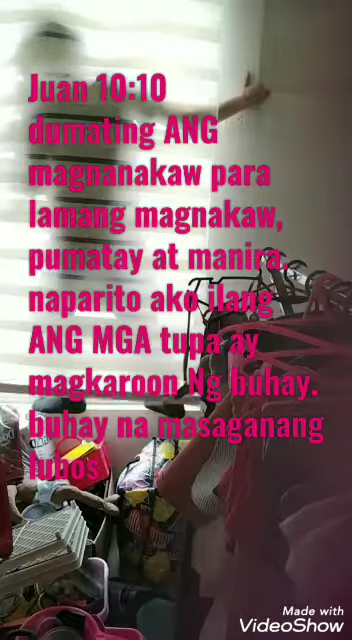 Juan 10:10
dumating ANG
magnanakaw para
lamang magnakaw,
pumatay at manira.
naparito ako ilang
ANG MGA tupa ay
magkaroon Ng buhay.
buhay na masaganang
lubos
Made with
VideoShow